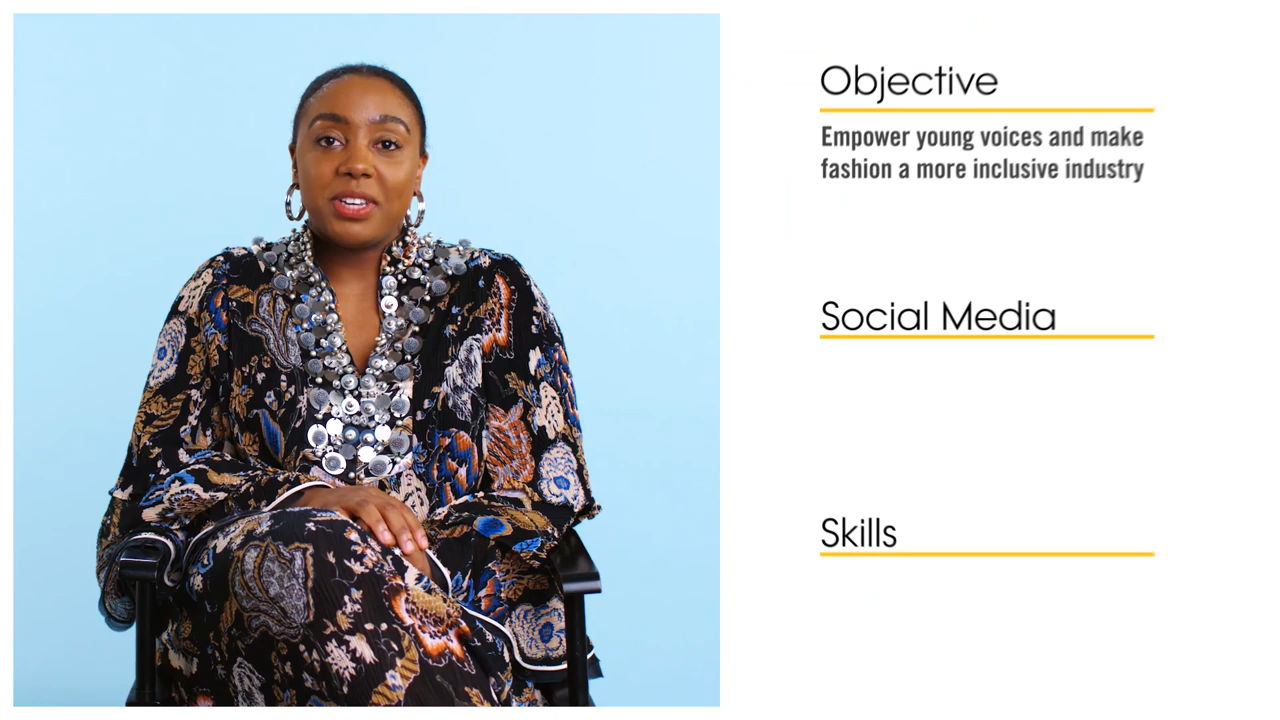 Objective
Empower young voices and make
fashion a more inclusive industry
Social Media
Skills